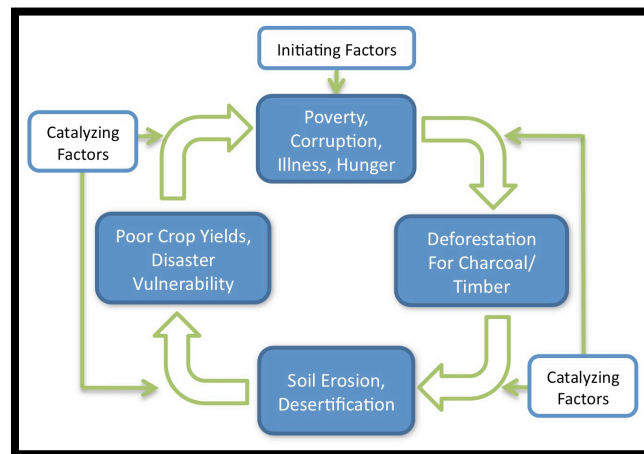 Initiating Factors
Poverty,
Corruption,
Illness, Hunger
Catalyzing
Factors
Poor Crop Yields,
Disaster
Vulnerability
Deforestation
For Charcoal/
Timber
Soil Erosion,
Desertification
Catalyzing
Factors